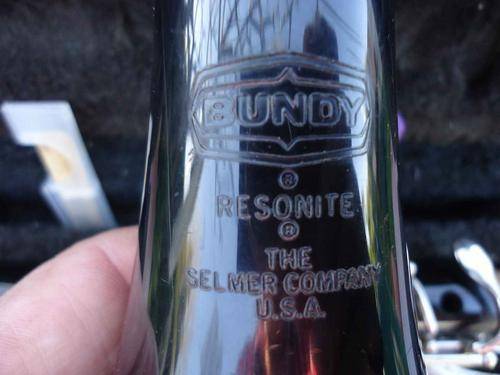 BUNDY
®
RESONITE
®
THE
SELMER COMPANY
U.S.A.